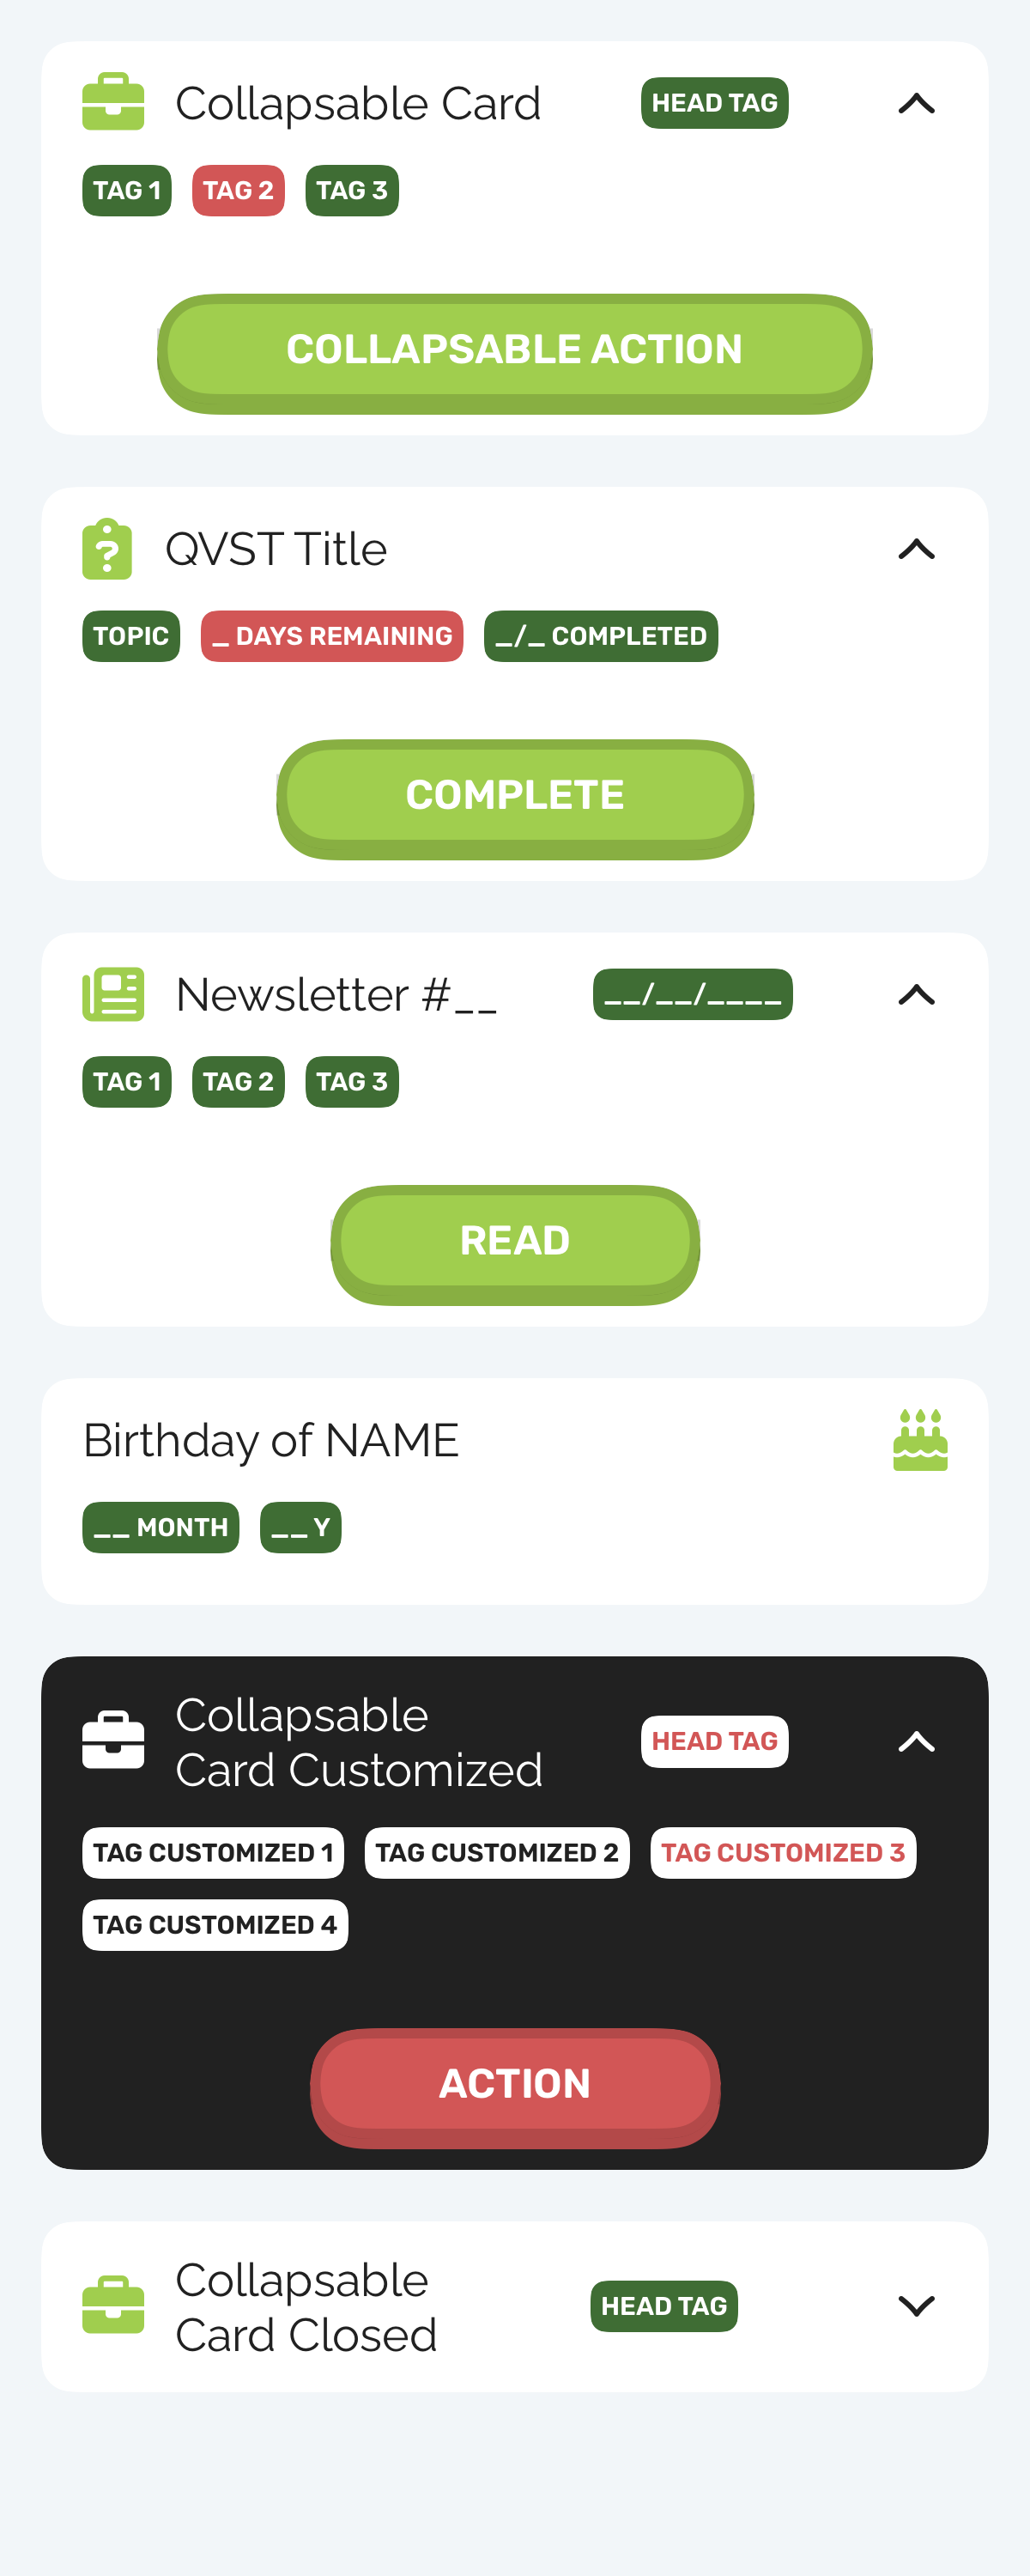 Collapsable Card HEAD TAG
TAG 1 TAG 2 TAG 3
COLLAPSABLE ACTION
QVST Title
TOPIC _ DAYS REMAINING _/_ COMPLETED
COMPLETE
Newsletter #__ __/__/____
TAG 1 TAG 2 TAG 3
READ
Birthday of NAME
__ MONTH __ Y
Collapsable
Card Customized
HEAD TAG
TAG CUSTOMIZED 1 TAG CUSTOMIZED 2 TAG CUSTOMIZED 3
TAG CUSTOMIZED 4
ACTION
Collapsable
Card Closed
HEAD TAG